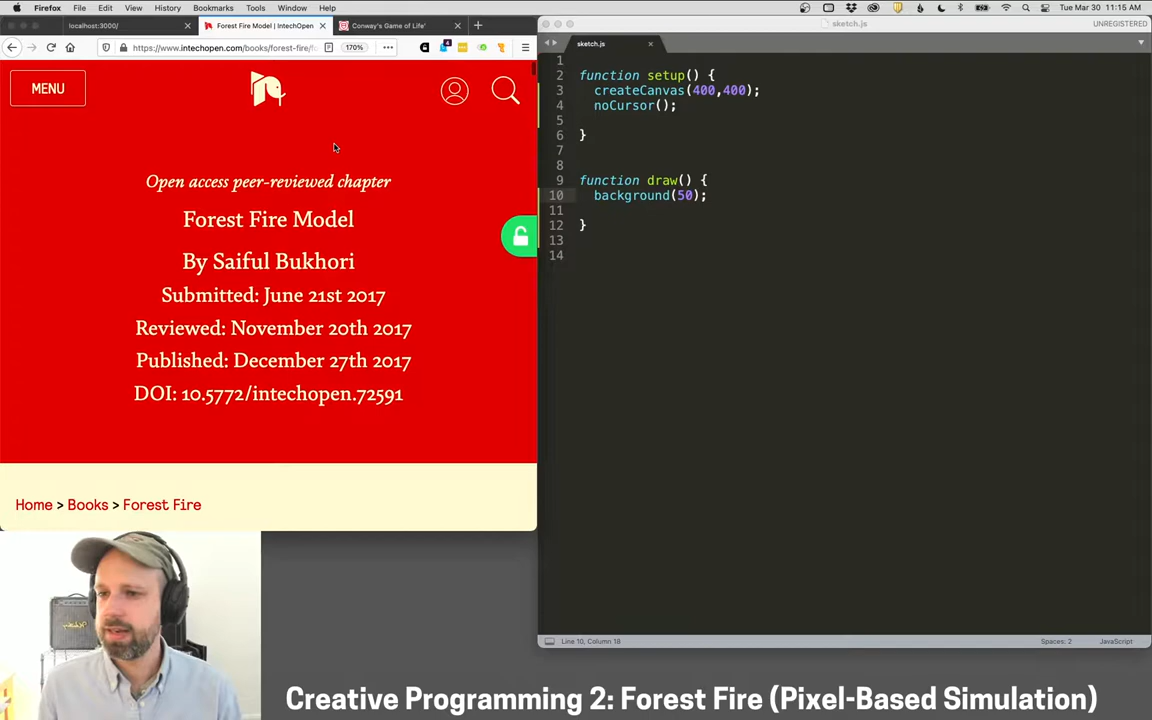 Firefox File Edit View History Bookmarks Tools Window Help Tue Mar 30 11:15 AM
localhost:3000/ Forest Fire Model | IntechOpen Conway's Game of Life'
https://www.intechopen.com/books/forest-fire/fo 170%
MENU
Open access peer-reviewed chapter
Forest Fire Model
By Saiful Bukhori
Submitted: June 21st 2017
Reviewed: November 20th 2017
Published: December 27th 2017
DOI: 10.5772/intechopen.72591
Home > Books > Forest Fire
sketch.js UNREGISTERED
sketch.js
1
2 function setup() {
3 createCanvas(400,400);
4 noCursor();
5
6 }
7
8
9 function draw() {
10 background(50);
11
12 }
13
14
Line 10, Column 18 Spaces: 2 JavaScript
Creative Programming 2: Forest Fire (Pixel-Based Simulation)